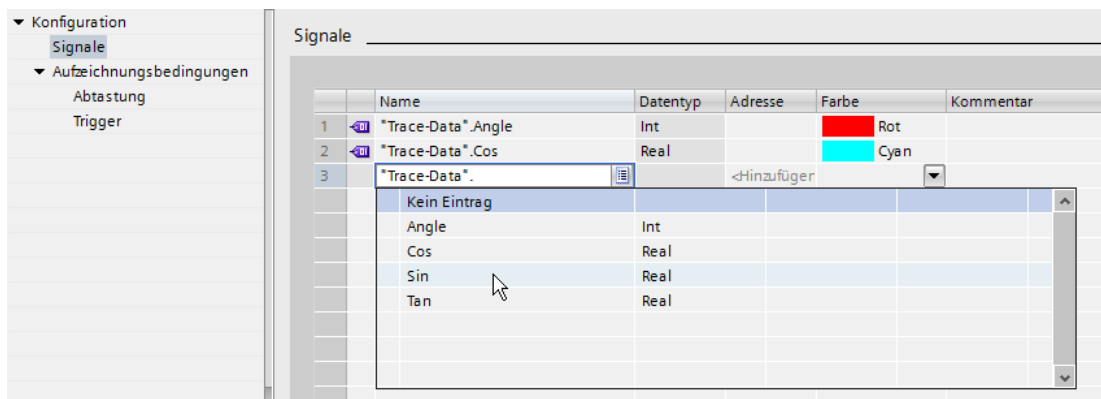 Konfiguration
Signale
Aufzeichnungsbedingungen
Abtastung
Trigger
Signale
Name Datentyp Adresse Farbe Kommentar
1 "Trace-Data".Angle Int Rot
2 "Trace-Data".Cos Real Cyan
3 "Trace-Data". <Hinzufüger
Kein Eintrag
Angle Int
Cos Real
Sin Real
Tan Real